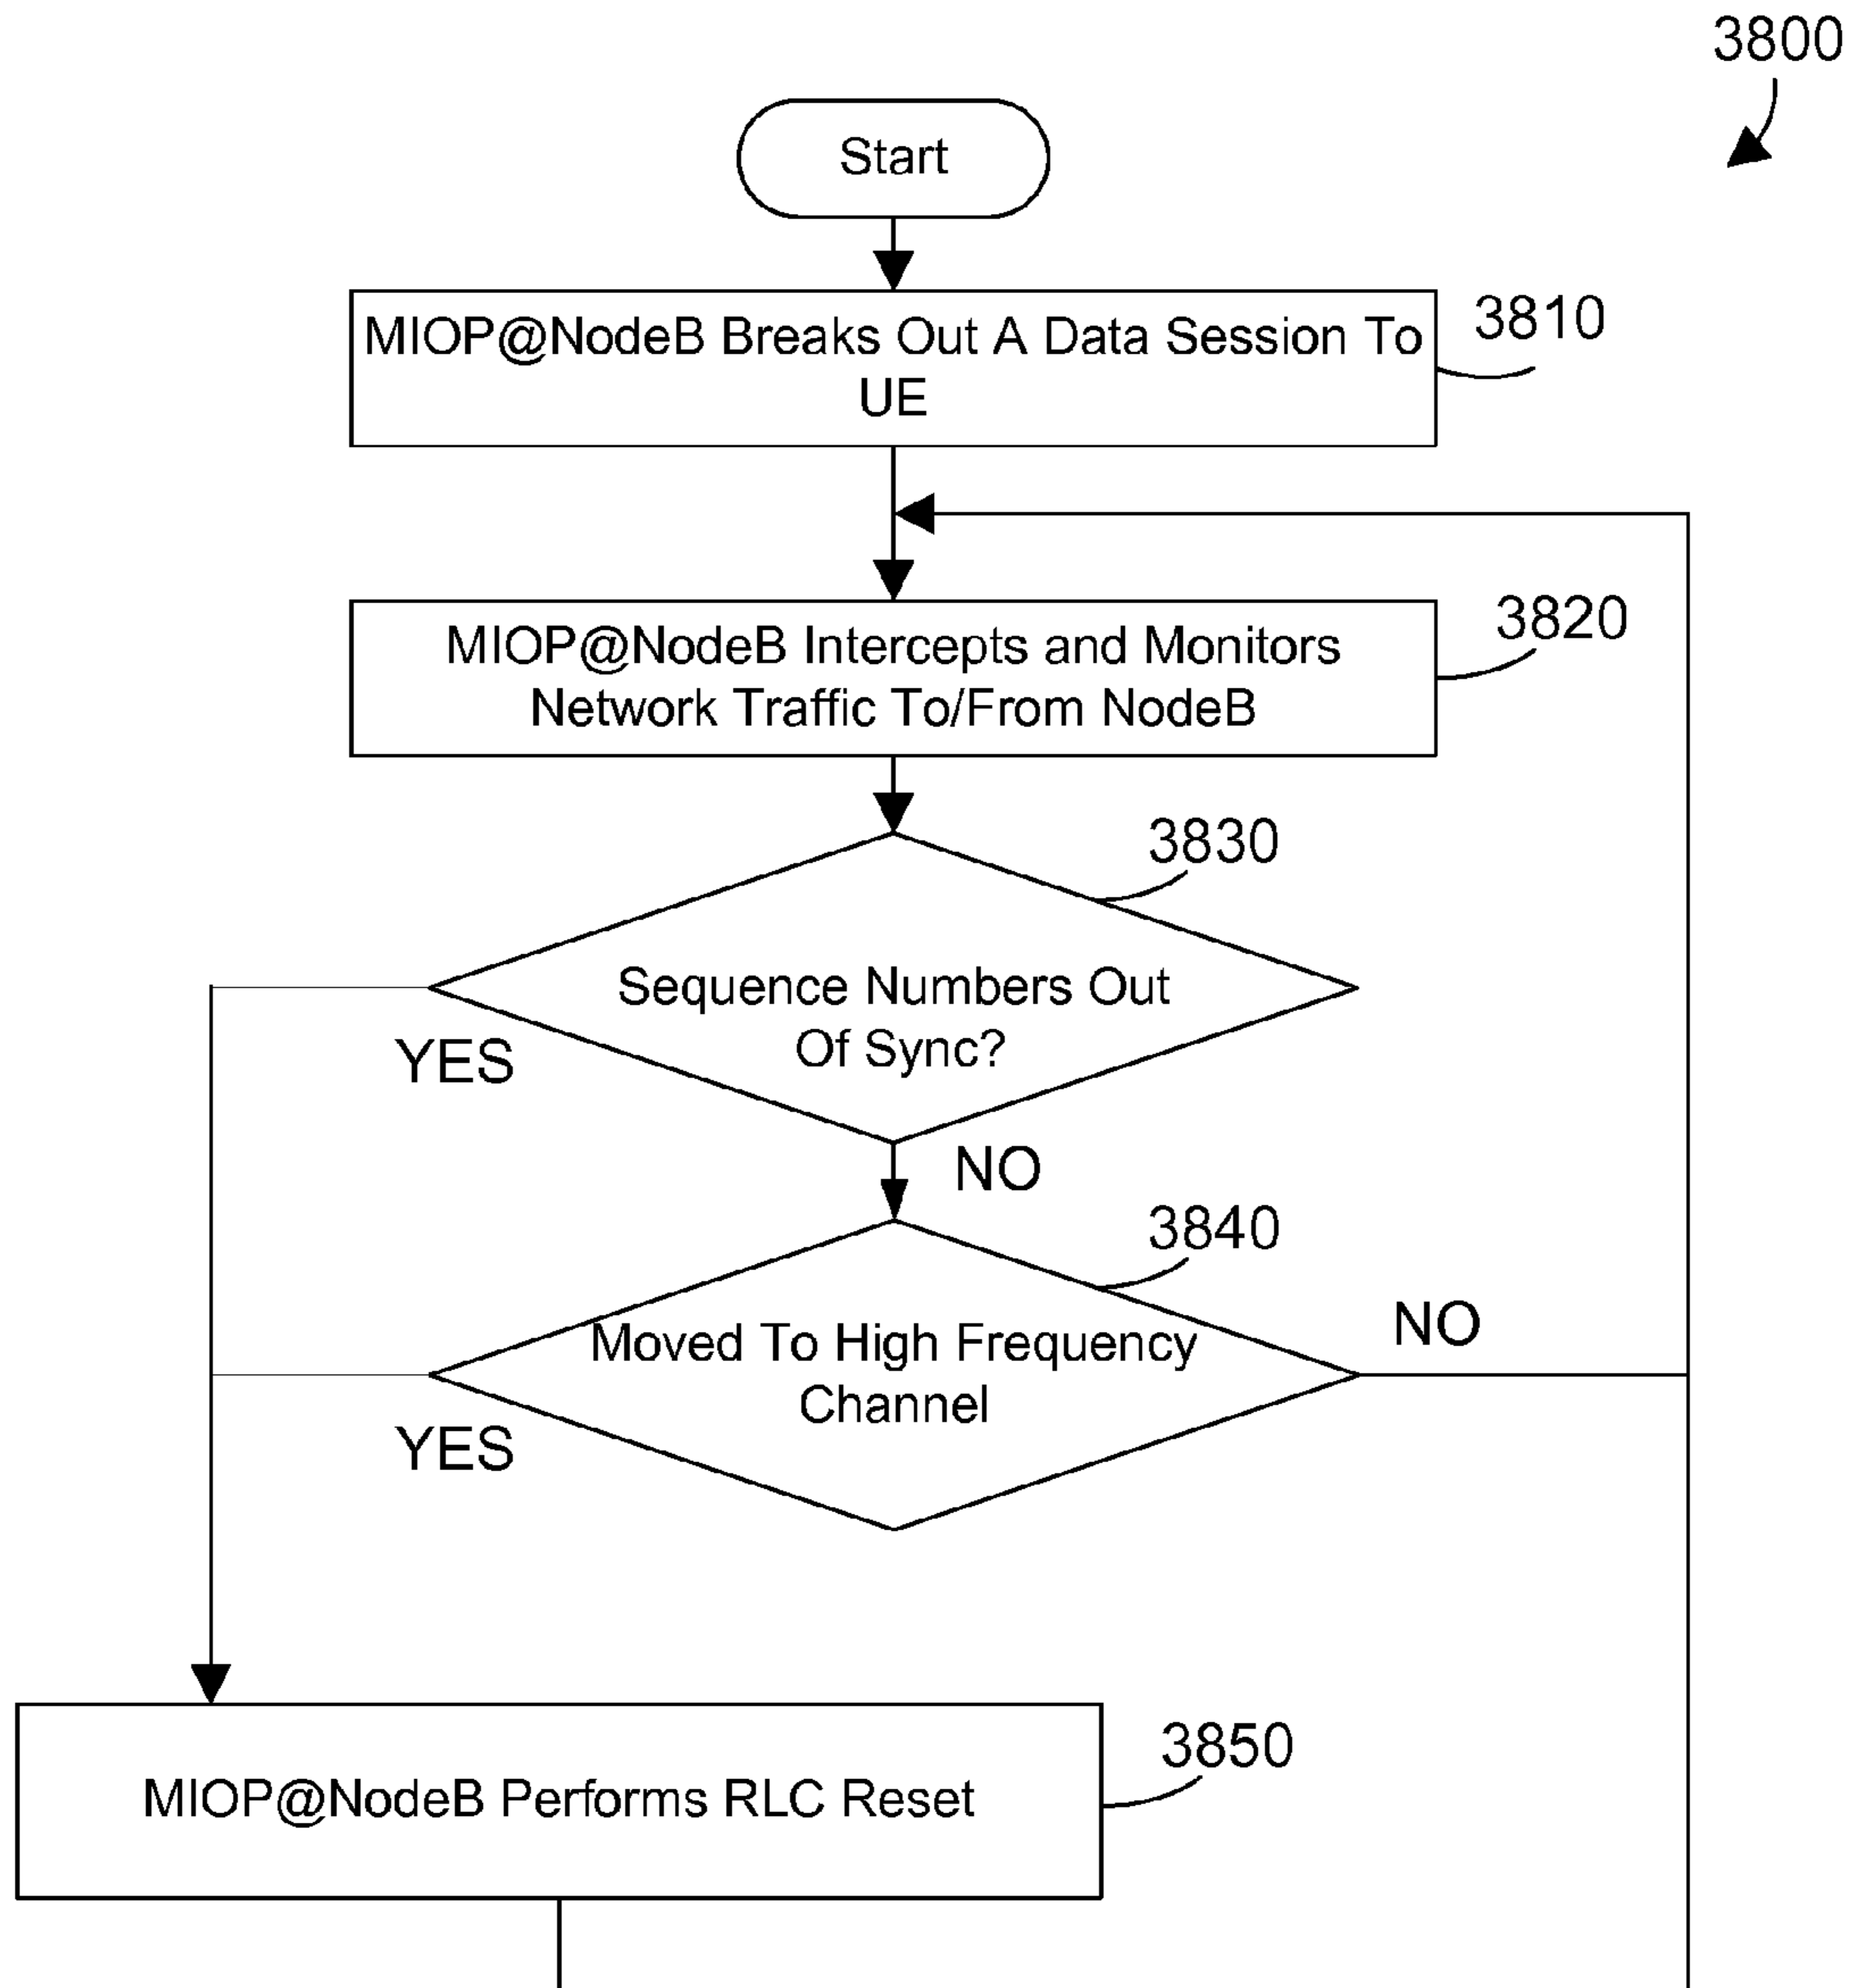 3800
Start
MIOP@NodeB Breaks Out A Data Session To
UE
3810
MIOP@NodeB Intercepts and Monitors
Network Traffic To/From NodeB
3820
3830
Sequence Numbers Out
Of Sync?
YES
NO
3840
Moved To High Frequency
Channel
NO
YES
3850
MIOP@NodeB Performs RLC Reset